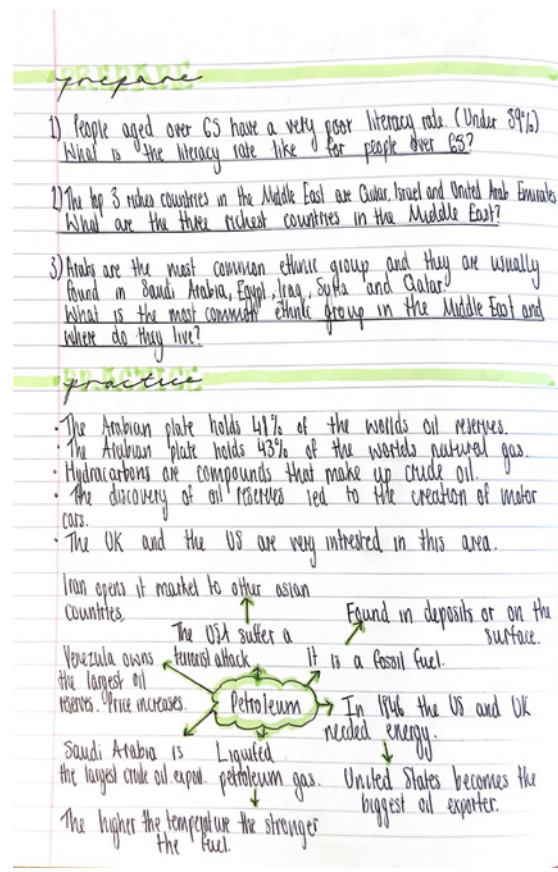 prepare
1) People aged over 65 have a very poor literacy rate. (Under 39%)
What is the literacy rate like for people over 65?
2) The top 3 riches countries in the Middle East are Qatar, Israel and United Arab Emirates
What are the three richest countries in the Middle East?
3) Arabs are the most common ethnic group and they are usually
found in Saudi Arabia, Egypt, Iraq, Syria and Qatar.
What is the most common ethnic group in the Middle East and
where do they live?
practice
• The Arabian plate holds 48% of the worlds oil reserves.
• The Arabian plate holds 43% of the worlds natural gas.
• Hydracarbons are compounds that make up crude oil.
• The discovery of oil reserves led to the creation of motor
cars.
• The UK and the US are very intrested in this area.
Iran opens it market to other asian
countries.
Found in deposits or on the
surface.
The USA suffer a
terrorist attack
It is a fossil fuel.
Venezula owns
the largest oil
reserves. Price increases.
Petroleum
In 1846 the US and UK
needed energy.
Saudi Arabia is
the largest crude oil export.
Liquifed
petroleum gas.
United States becomes the
biggest oil exporter.
The higher the temperature the stronger
the fuel.